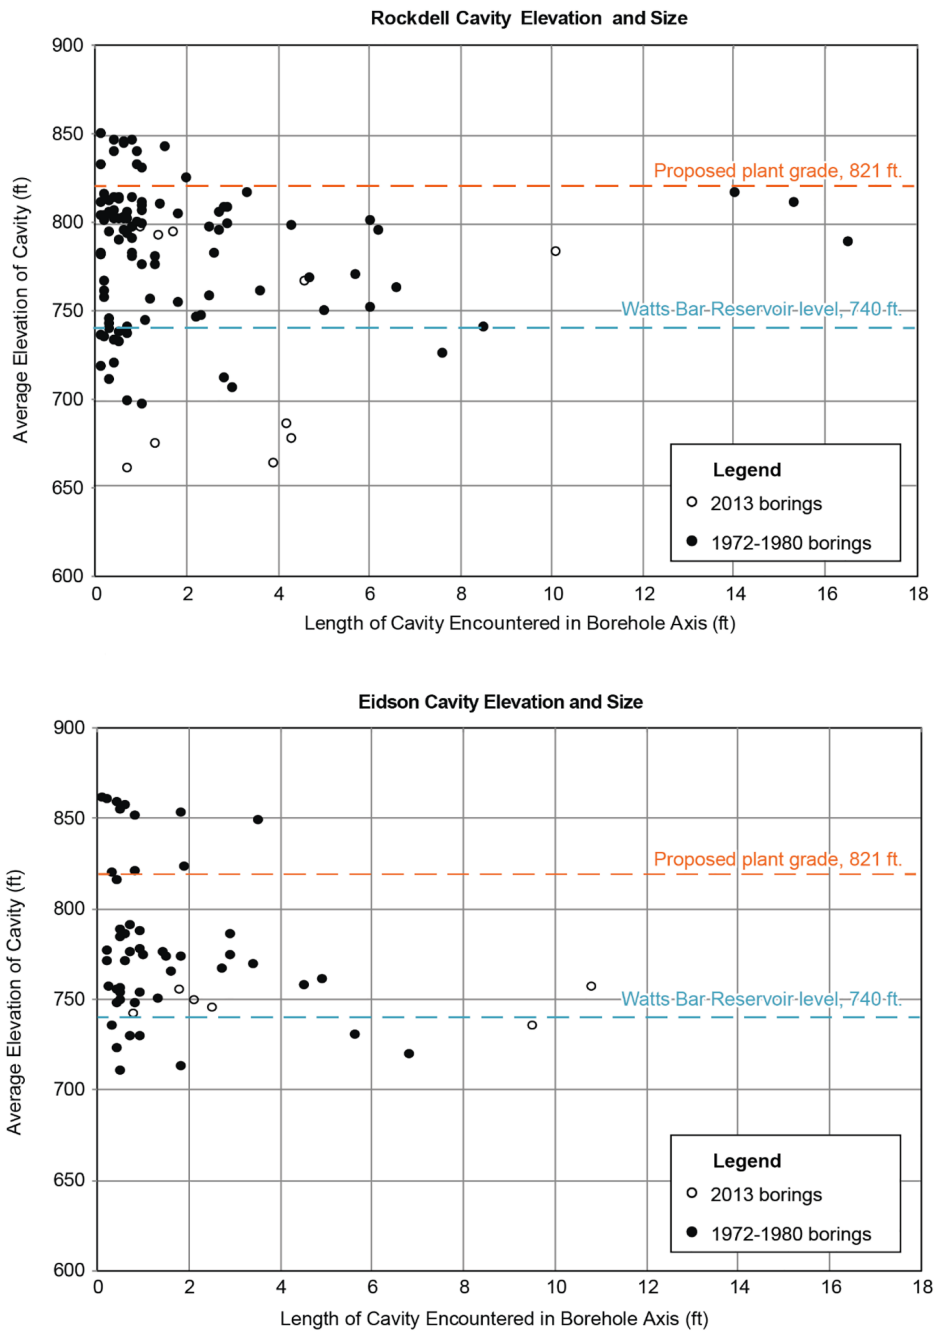 Rockdell Cavity Elevation and Size
900
850
Proposed plant grade, 821 ft.
800
750
Watts Bar Reservoir level, 740 ft.
700
650
600
Average Elevation of Cavity (ft)
Legend
2013 borings
1972-1980 borings
0 2 4 6 8 10 12 14 16 18
Length of Cavity Encountered in Borehole Axis (ft)
Eidson Cavity Elevation and Size
900
850
Proposed plant grade, 821 ft.
800
750
Watts Bar Reservoir level, 740 ft.
700
650
600
Average Elevation of Cavity (ft)
Legend
2013 borings
1972-1980 borings
0 2 4 6 8 10 12 14 16 18
Length of Cavity Encountered in Borehole Axis (ft)